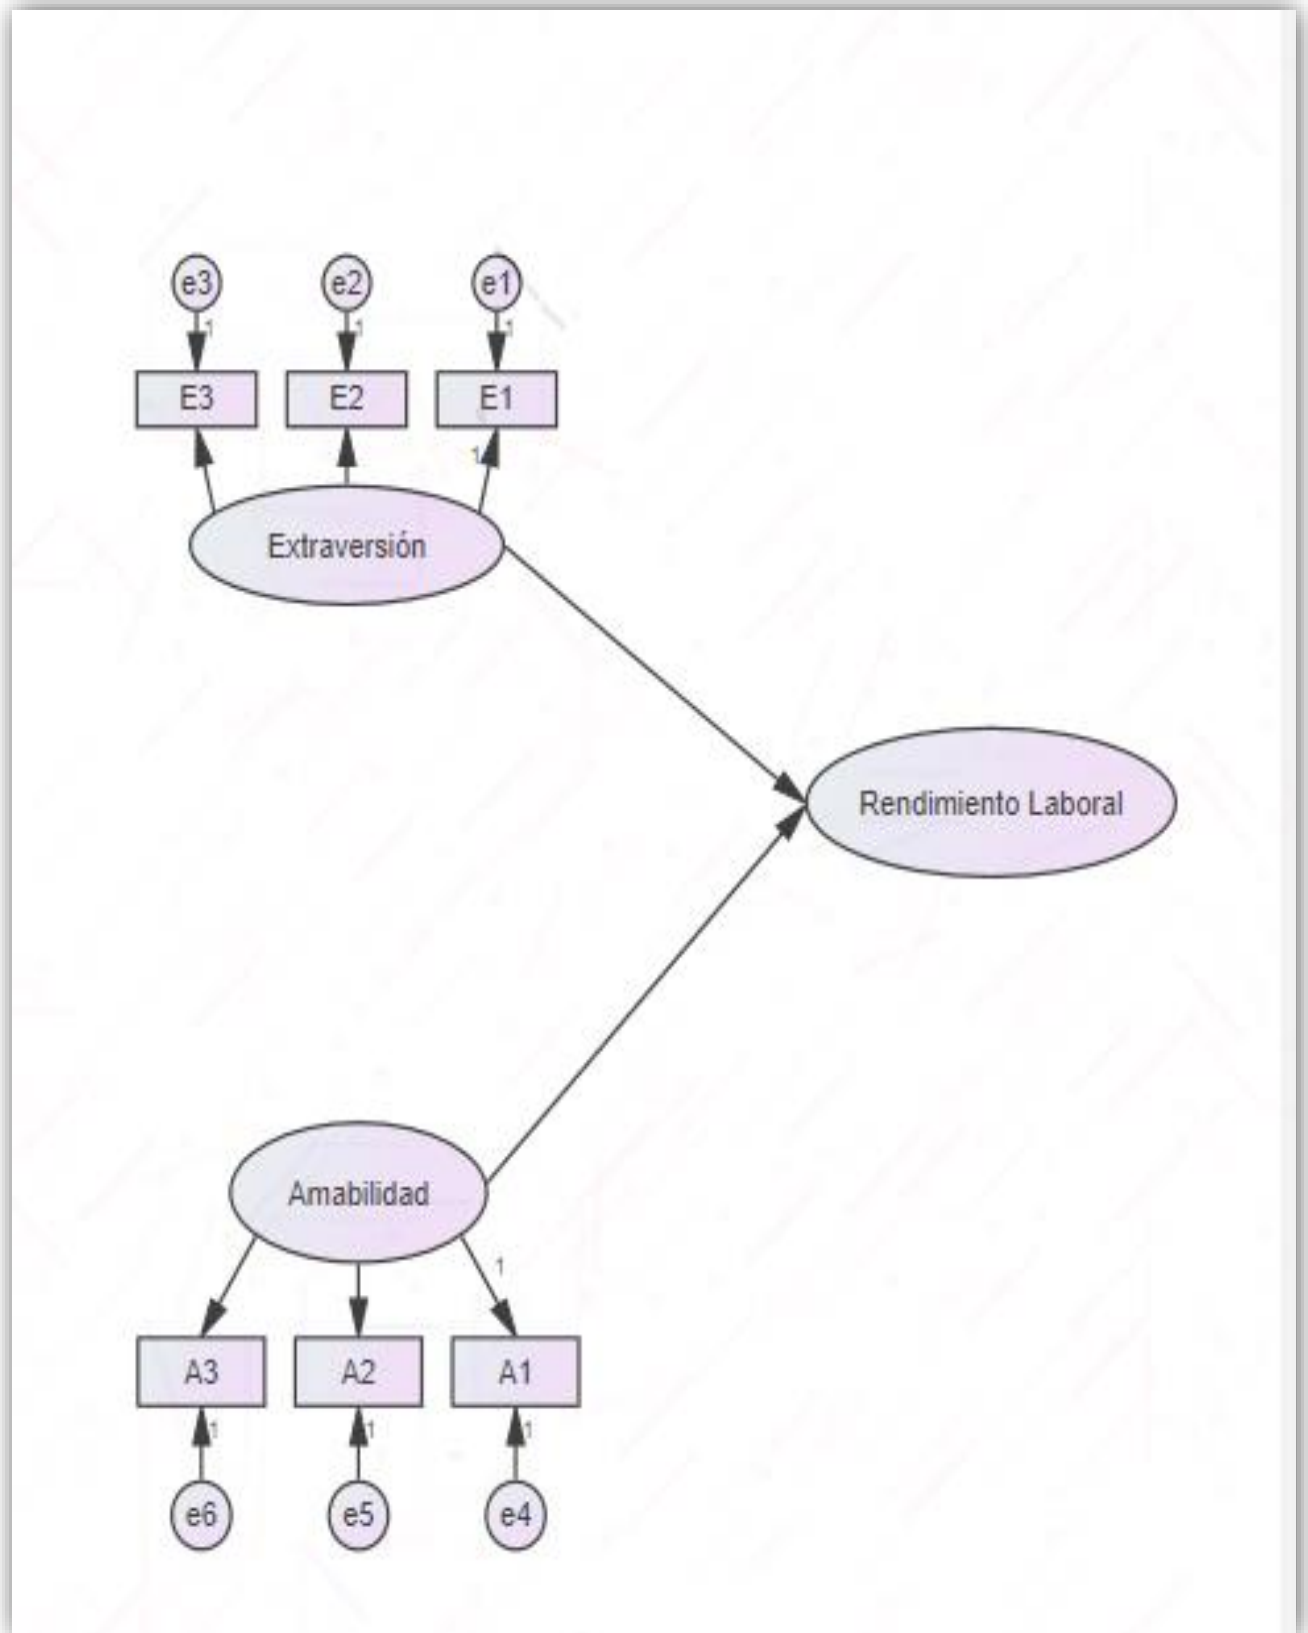 e3 e2 e1
1 1 1
E3 E2 E1
1
Extraversión
Rendimiento Laboral
Amabilidad
1
A3 A2 A1
1 1 1
e6 e5 e4